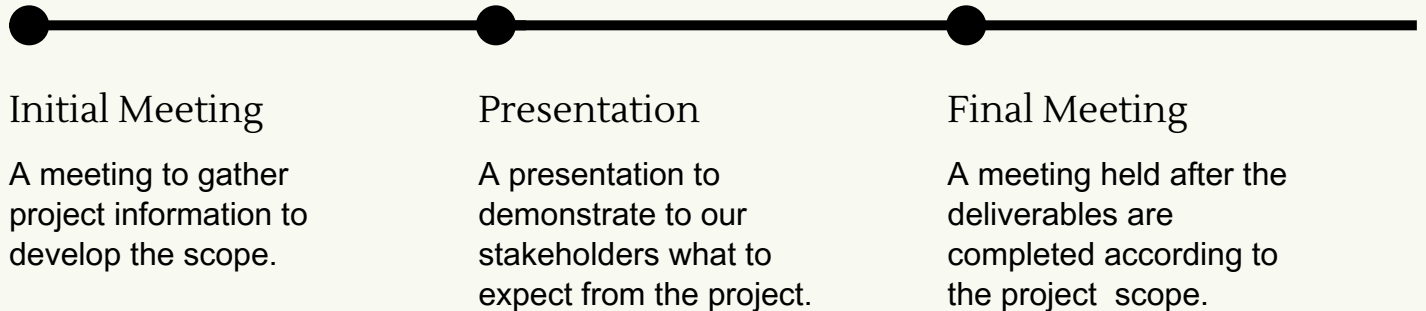 Initial Meeting
A meeting to gather
project information to
develop the scope.
Presentation
A presentation to
demonstrate to our
stakeholders what to
expect from the project.
Final Meeting
A meeting held after the
deliverables are
completed according to
the project  scope.